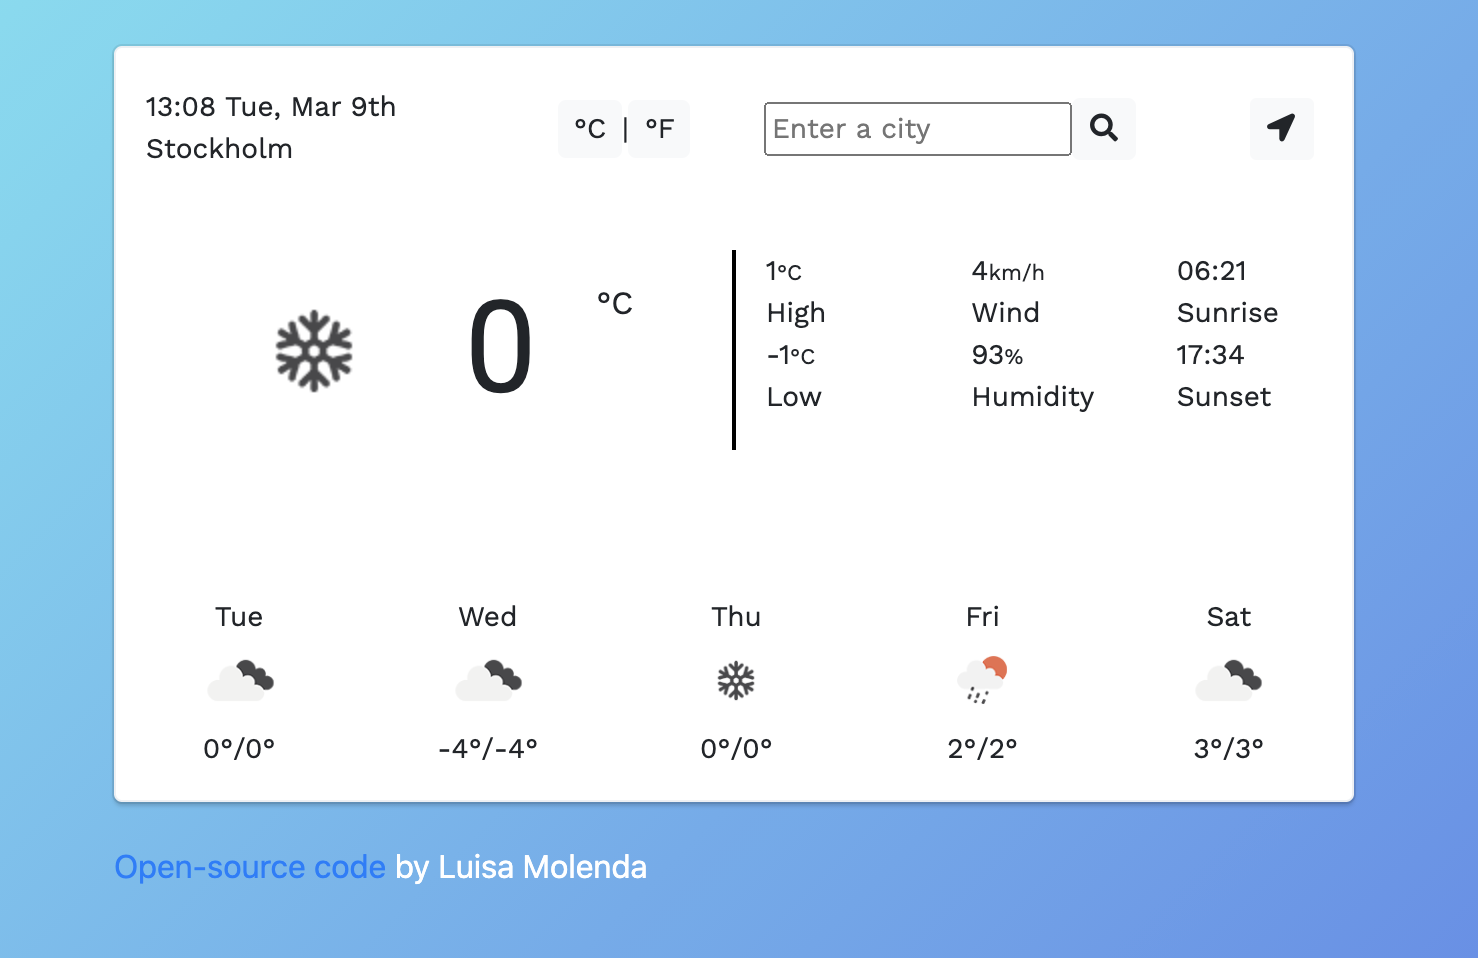 13:08 Tue, Mar 9th
Stockholm
°C | °F
Enter a city
0 °C
1°C
High
-1°C
Low
4km/h
Wind
93%
Humidity
06:21
Sunrise
17:34
Sunset
Tue
0°/0°
Wed
-4°/-4°
Thu
0°/0°
Fri
2°/2°
Sat
3°/3°
Open-source code by Luisa Molenda